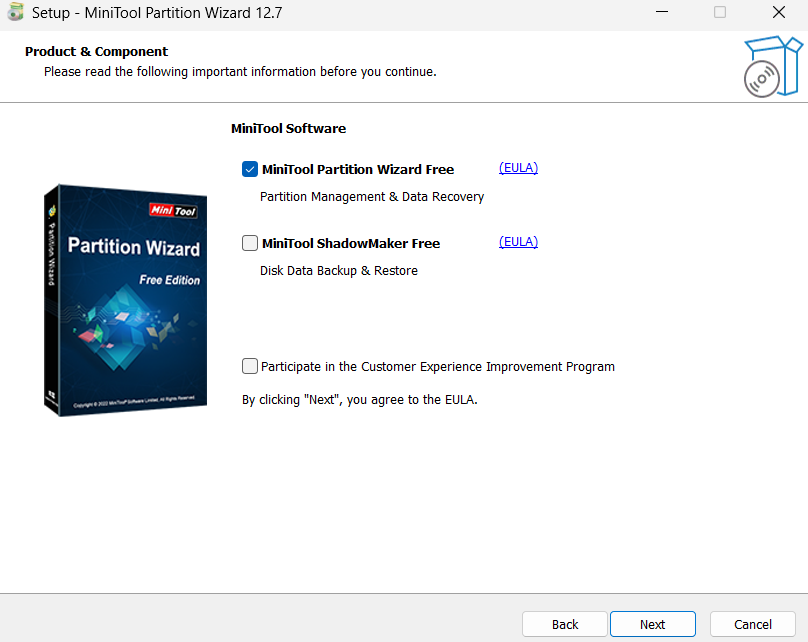 Setup - MiniTool Partition Wizard 12.7
Product & Component
Please read the following important information before you continue.
MiniTool Software
MiniTool Partition Wizard Free (EULA)
Partition Management & Data Recovery
MiniTool ShadowMaker Free (EULA)
Disk Data Backup & Restore
Mini Tool
Partition Wizard
Free Edition
Partition Wizard
Copyright © 2022 MiniTool® Software Limited, All Rights Reserved.
Participate in the Customer Experience Improvement Program
By clicking "Next", you agree to the EULA.
Back Next Cancel